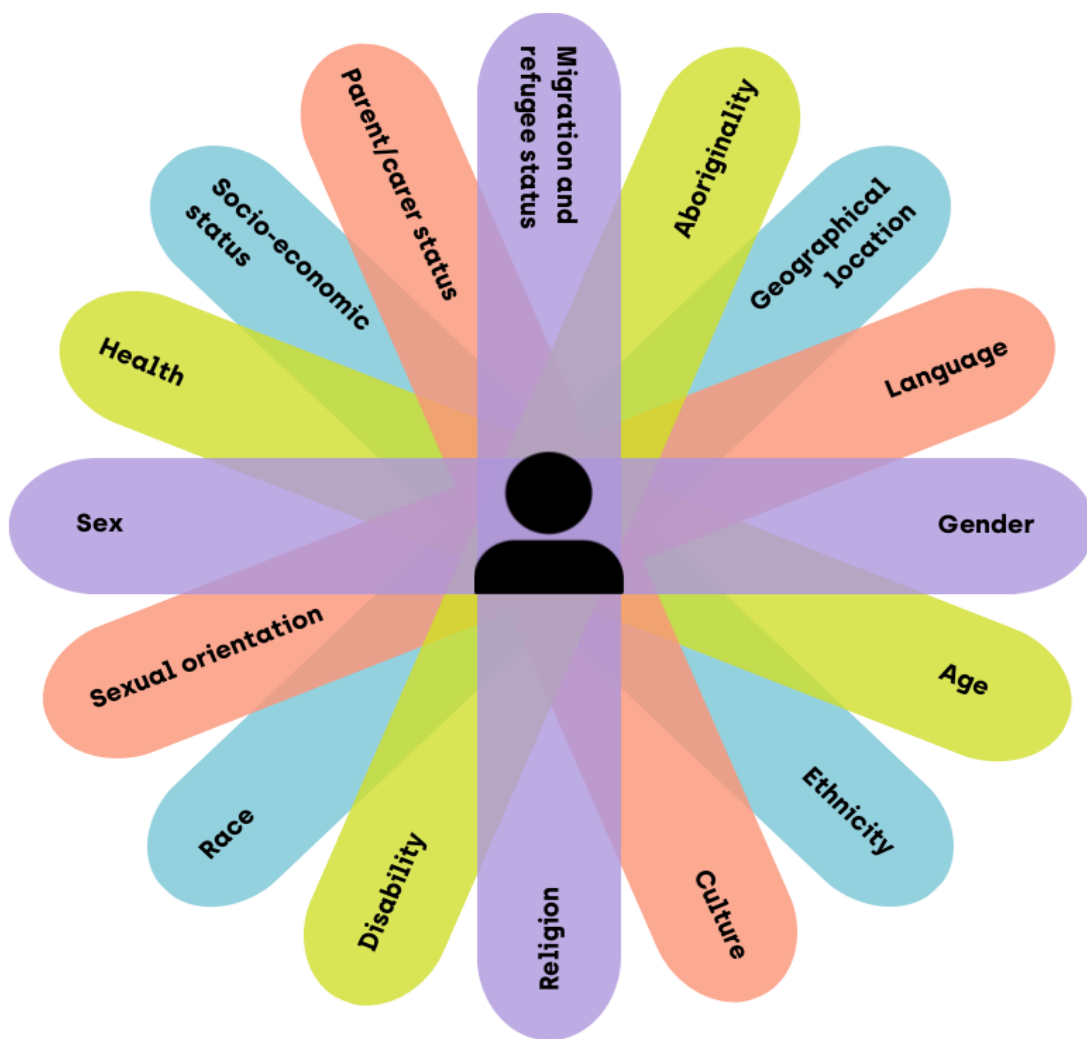 Migration and
refugee status
Aboriginality
Geographical
location
Language
Gender
Age
Ethnicity
Culture
Religion
Disability
Race
Sexual orientation
Sex
Health
Socio-economic
status
Parent/carer status